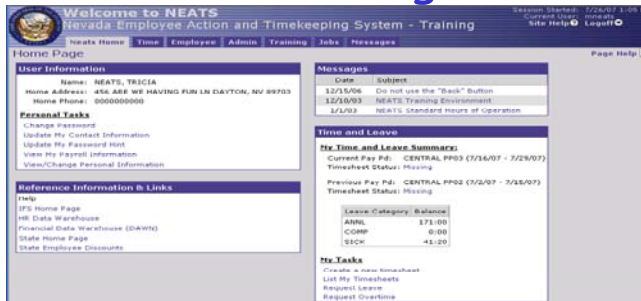 Welcome to NEATS
Nevada Employee Action and Timekeeping System - Training
Session Started: 7/26/07 1:05
Current User: mneats
Site Help Logoff
Neats Home Time Employee Admin Training Jobs Messages
Home Page
Page Help
User Information
Name: NEATS, TRICIA
Home Address: 456 ARE WE HAVING FUN LN DAYTON, NV 89703
Home Phone: 0000000000
Personal Tasks
Change Password
Update My Contact Information
Update My Password Hint
View My Payroll Information
View/Change Personal Information
Reference Information & Links
Help
IFS Home Page
HR Data Warehouse
Financial Data Warehouse (DAWN)
State Home Page
State Employee Discounts
Messages
Date Subject
12/15/06 Do not use the "Back" Button
12/10/03 NEATS Training Environment
1/1/03 NEATS Standard Hours of Operation
Time and Leave
My Time and Leave Summary:
Current Pay Pd: CENTRAL PP03 (7/16/07 - 7/29/07)
Timesheet Status: Missing
Previous Pay Pd: CENTRAL PP02 (7/2/07 - 7/15/07)
Timesheet Status: Missing
Leave Category Balance
ANNL 171:00
COMP 0:00
SICK 41:20
My Tasks
Create a new timesheet
List My Timesheets
Request Leave
Request Overtime